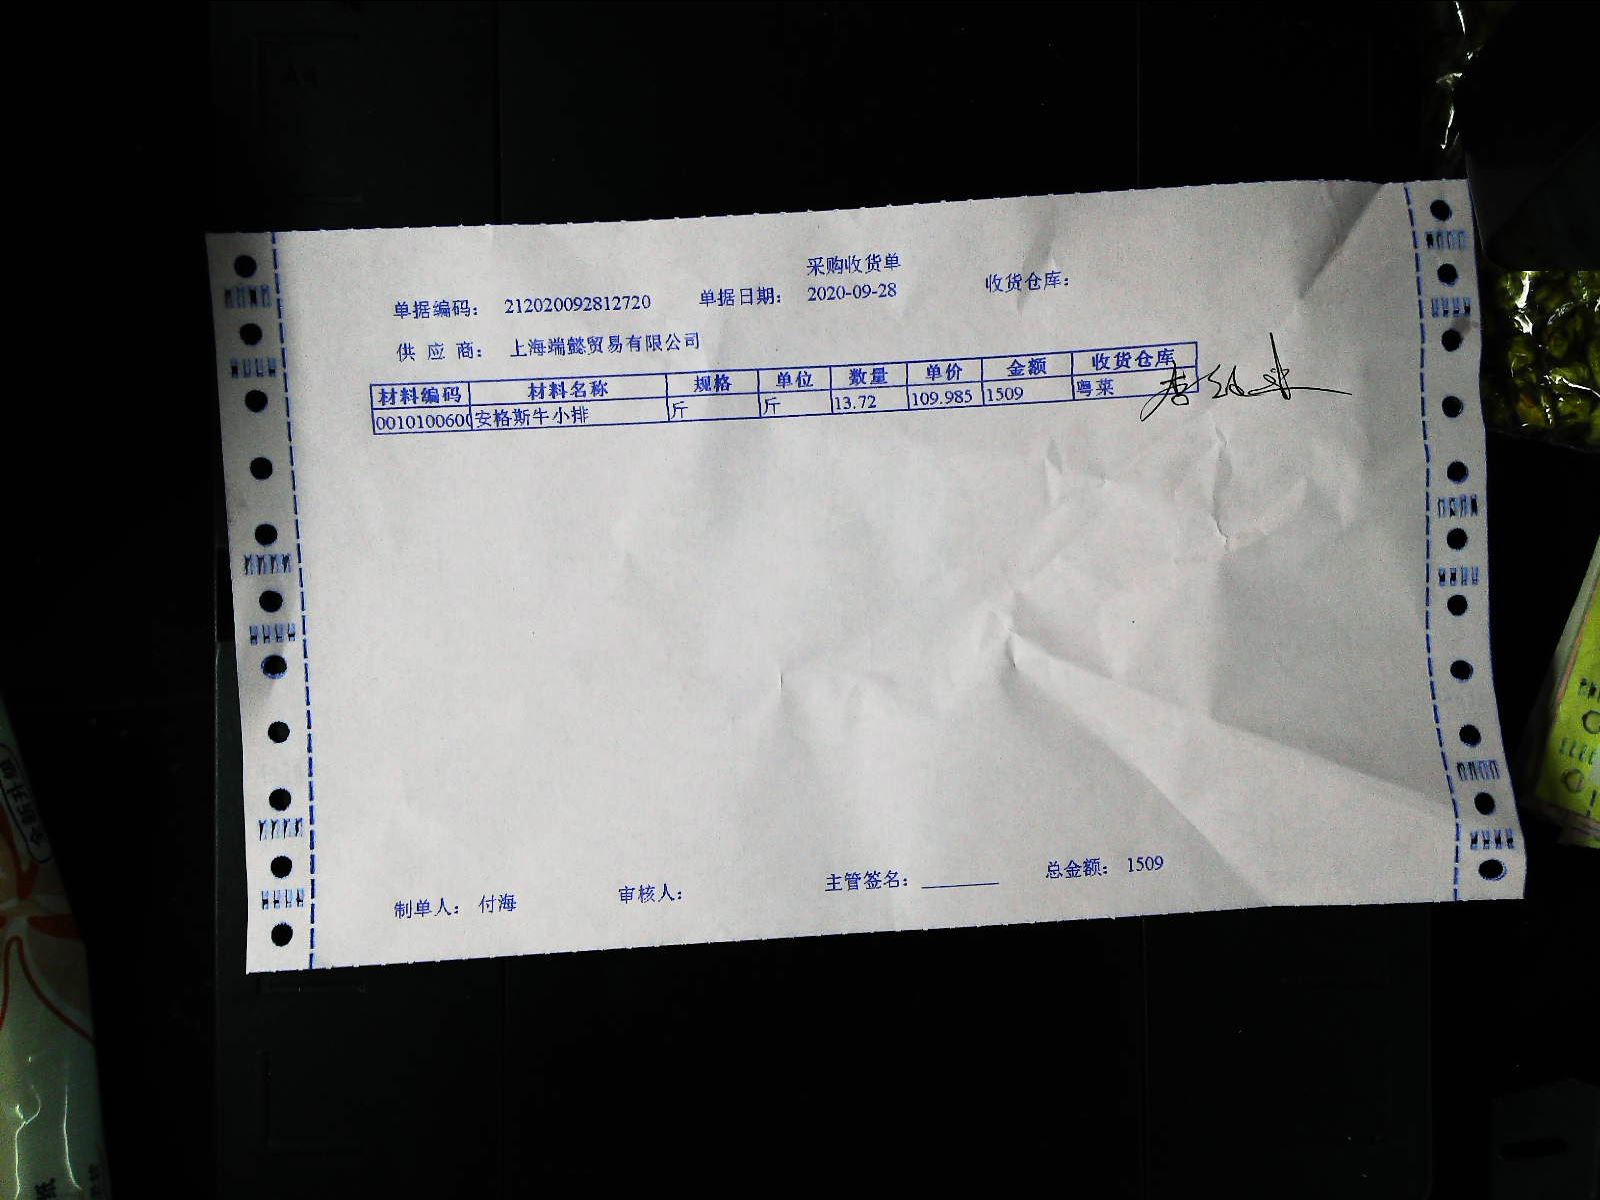 采购收货单
单据编码： 212020092812720 单据日期： 2020-09-28 收货仓库：
供 应 商： 上海端懿贸易有限公司
材料编码 材料名称 规格 单位 数量 单价 金额 收货仓库
0010100600 安格斯牛小排 斤 斤 13.72 109.985 1509 粤菜
制单人： 付海 审核人： 主管签名： 总金额： 1509